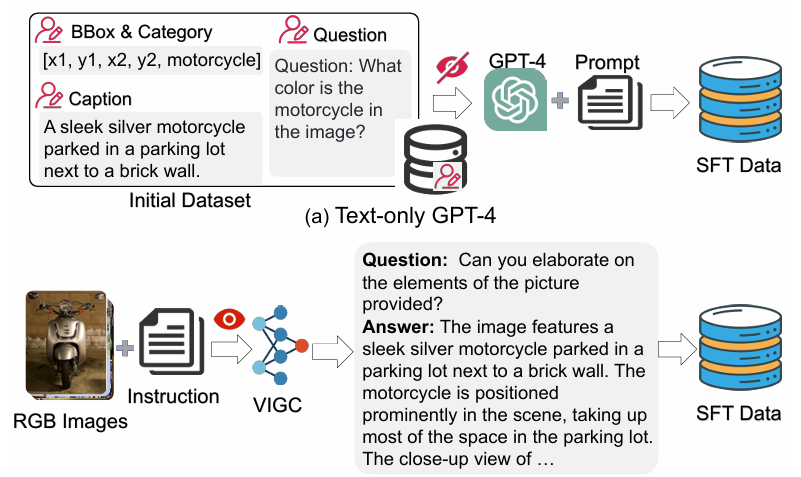 BBox & Category
[x1, y1, x2, y2, motorcycle]
Caption
A sleek silver motorcycle
parked in a parking lot
next to a brick wall.
Question
Question: What
color is the
motorcycle in
the image?
Initial Dataset
GPT-4
Prompt
SFT Data
(a) Text-only GPT-4
RGB Images
Instruction
VIGC
Question: Can you elaborate on
the elements of the picture
provided?
Answer: The image features a
sleek silver motorcycle parked in a
parking lot next to a brick wall. The
motorcycle is positioned
prominently in the scene, taking up
most of the space in the parking lot.
The close-up view of …
SFT Data